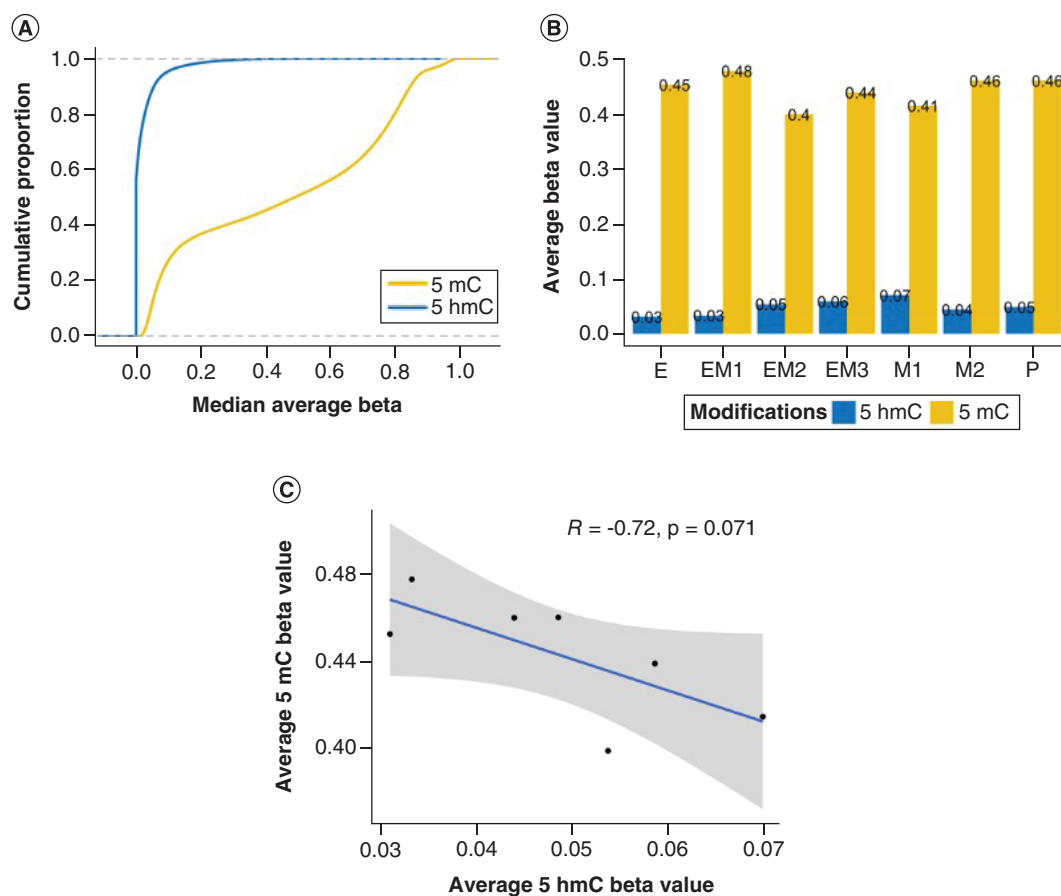 A
Cumulative proportion
1.0
0.8
0.6
0.4
0.2
0.0
5 mC
5 hmC
0.0 0.2 0.4 0.6 0.8 1.0
Median average beta
B
Average beta value
0.5
0.4
0.3
0.2
0.1
0.0
0.45 0.48 0.4 0.44 0.41 0.46 0.46
0.03 0.03 0.05 0.06 0.07 0.04 0.05
E EM1 EM2 EM3 M1 M2 P
Modifications 5 hmC 5 mC
C
R = -0.72, p = 0.071
Average 5 mC beta value
0.48
0.44
0.40
0.03 0.04 0.05 0.06 0.07
Average 5 hmC beta value